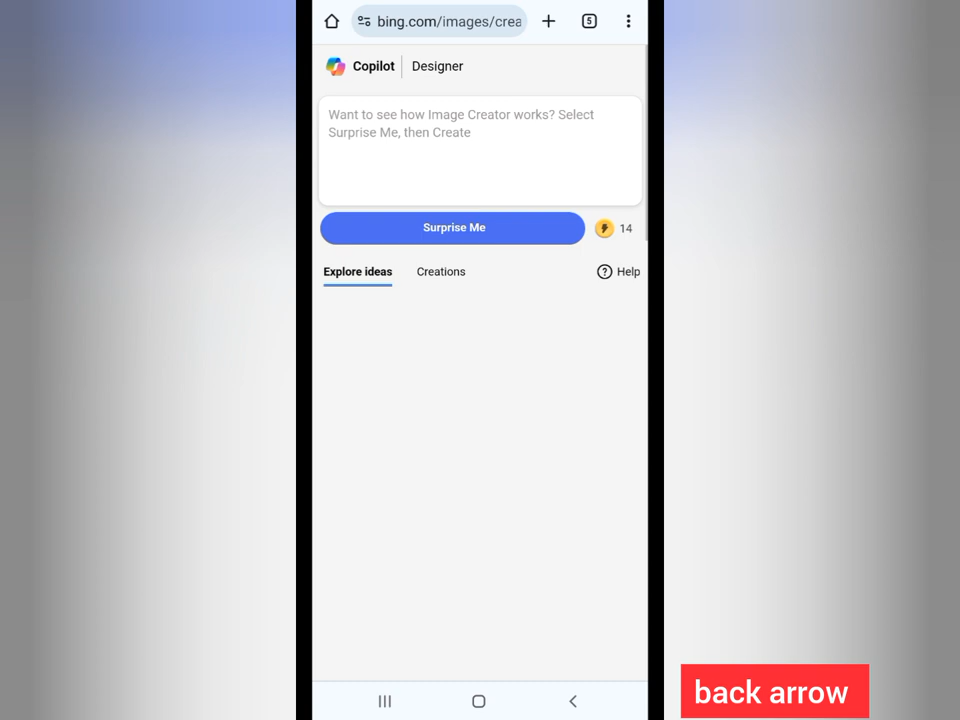 bing.com/images/crea
5
Copilot | Designer
Want to see how Image Creator works? Select
Surprise Me, then Create
Surprise Me
14
Explore ideas
Creations
? Help
back arrow